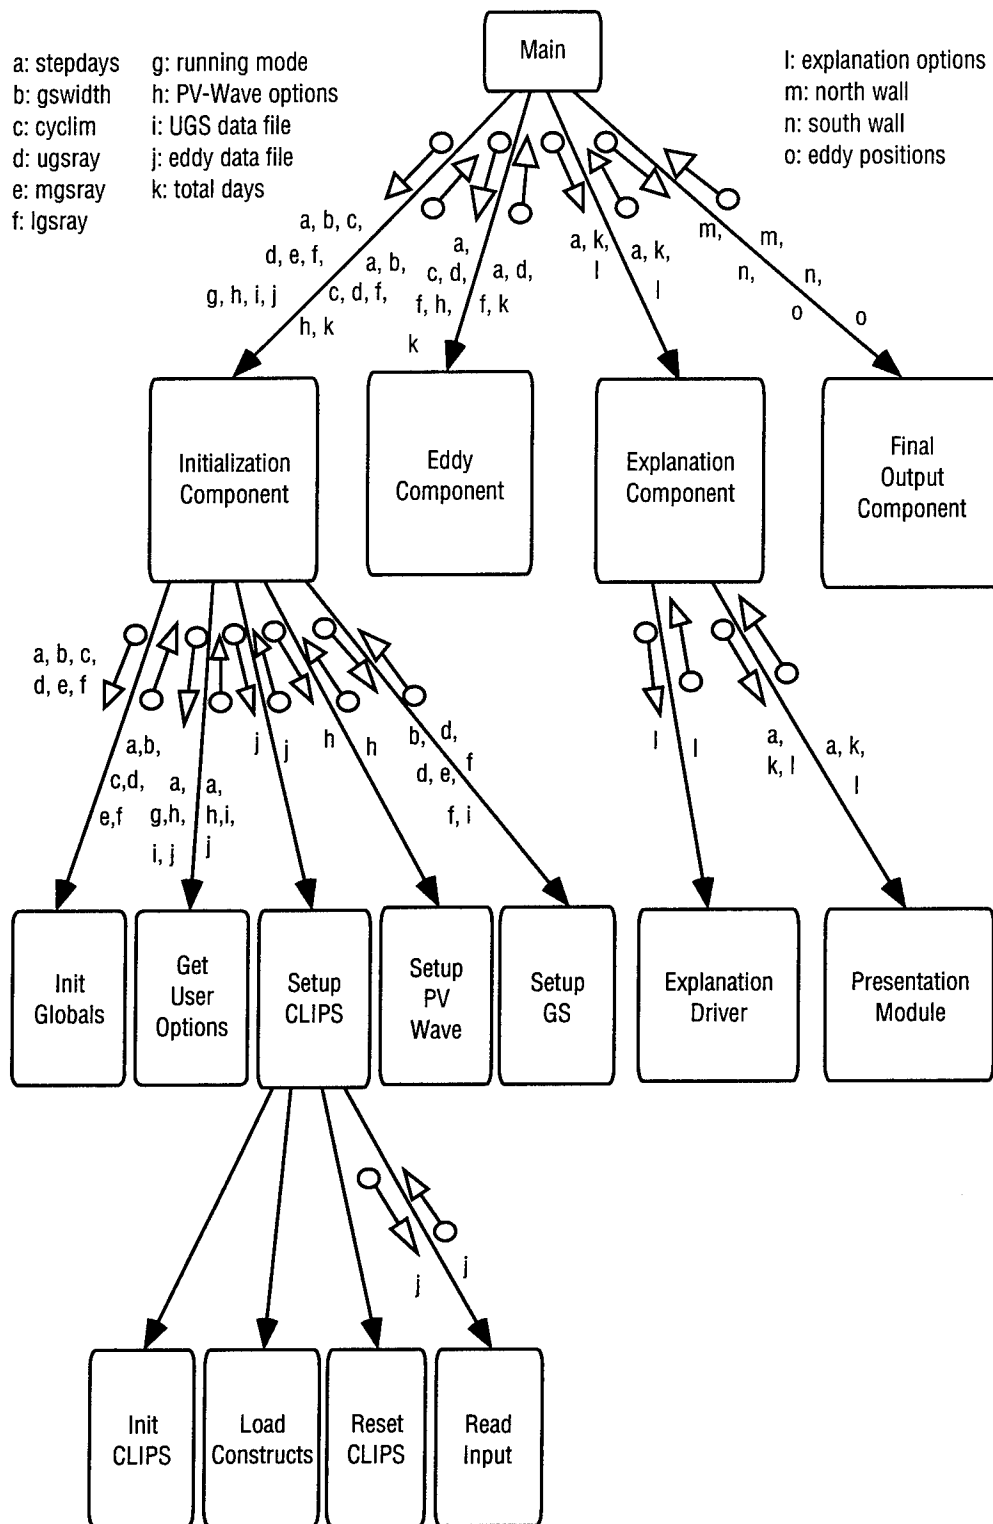 Main
a: stepdays
b: gswidth
c: cyclim
d: ugsray
e: mgsray
f: lgsray
g: running mode
h: PV-Wave options
i: UGS data file
j: eddy data file
k: total days
l: explanation options
m: north wall
n: south wall
o: eddy positions
a, b, c,
d, e, f,
g, h, i, j
a, b,
c, d, f,
h, k
a,
c, d,
f, h,
k
a, d,
f, k
a, k,
l
a, k,
l
m,
n,
o
m,
n,
o
Initialization
Component
Eddy
Component
Explanation
Component
Final
Output
Component
a, b, c,
d, e, f
a,b,
c,d,
e,f
a,
g,h,
i, j
a,
h,i,
j
j
j
h
h
b,
d, e,
f, i
d,
f
l
l
a,
k, l
a, k,
l
Init
Globals
Get
User
Options
Setup
CLIPS
Setup
PV
Wave
Setup
GS
Explanation
Driver
Presentation
Module
j
j
Init
CLIPS
Load
Constructs
Reset
CLIPS
Read
Input